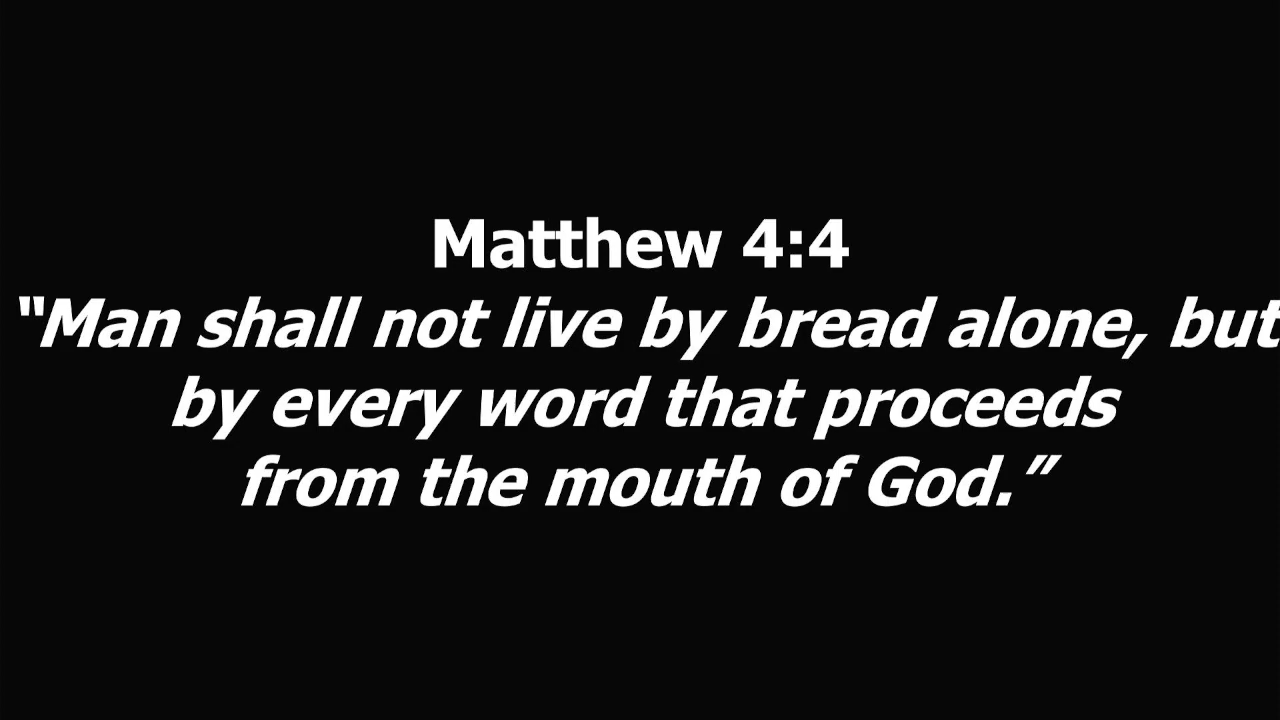 Matthew 4:4
“Man shall not live by bread alone, but
by every word that proceeds
from the mouth of God.”